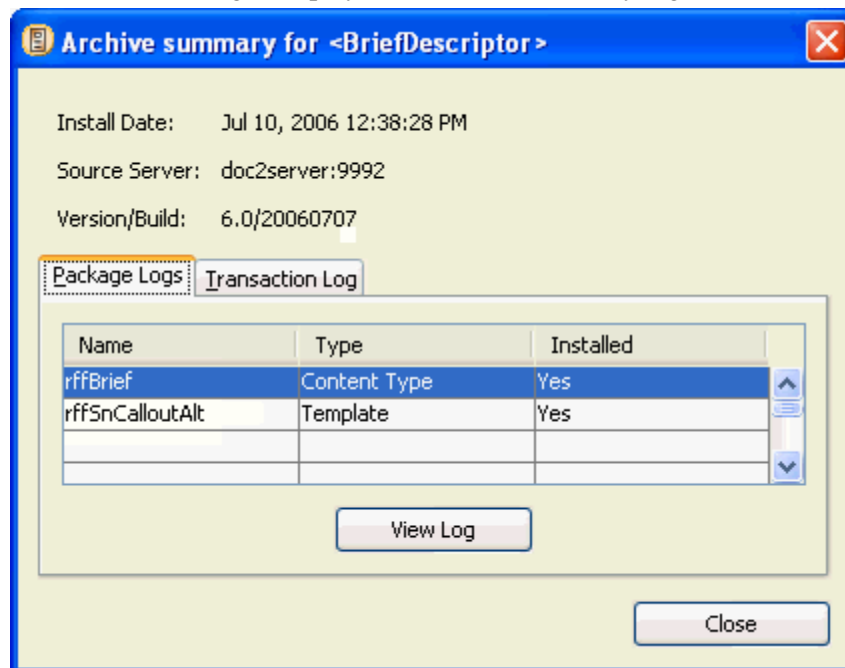 Archive summary for <BriefDescriptor>
Install Date: Jul 10, 2006 12:38:28 PM
Source Server: doc2server:9992
Version/Build: 6.0/20060707
Package Logs Transaction Log
Name Type Installed
rffBrief Content Type Yes
rffSnCalloutAlt Template Yes
View Log
Close